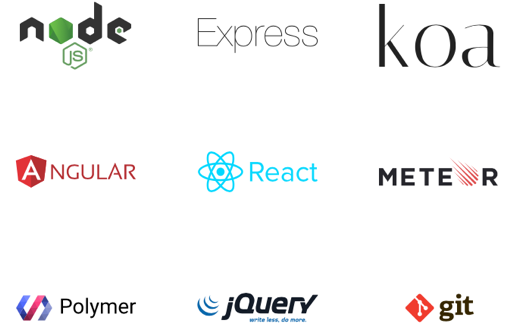 node
JS
Express
koa
ANGULAR
React
METEOR
Polymer
jQuery
write less, do more.
git